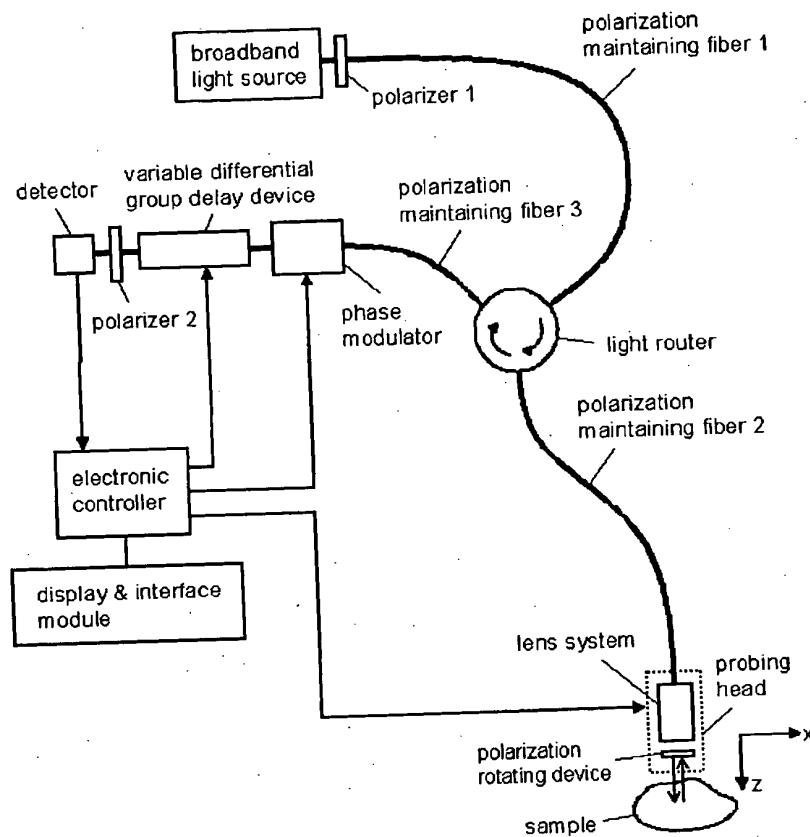 broadband
light source
polarizer 1
polarization
maintaining fiber 1
detector
variable differential
group delay device
polarization
maintaining fiber 3
polarizer 2
phase
modulator
light router
polarization
maintaining fiber 2
electronic
controller
display & interface
module
lens system
probing
head
polarization
rotating device
x
z
sample